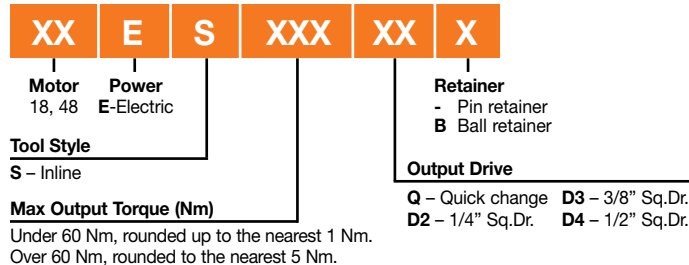 XX E S XXX XX X
Motor
18, 48
Power
E-Electric
Retainer
- Pin retainer
B Ball retainer
Tool Style
S – Inline
Output Drive
Q – Quick change D3 – 3/8” Sq.Dr.
D2 – 1/4” Sq.Dr. D4 – 1/2” Sq.Dr.
Max Output Torque (Nm)
Under 60 Nm, rounded up to the nearest 1 Nm.
Over 60 Nm, rounded to the nearest 5 Nm.